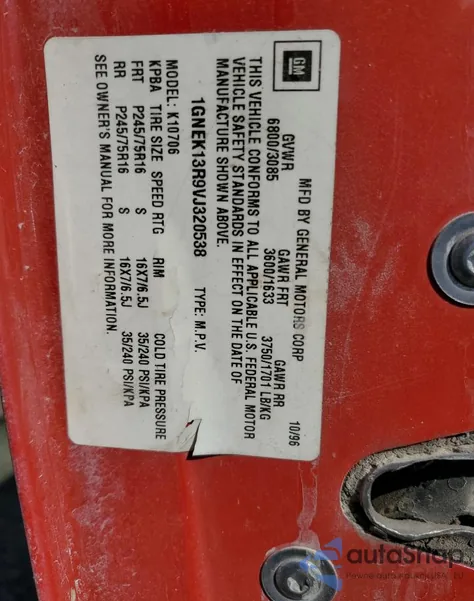 GM
MFD BY GENERAL MOTORS CORP 10/96
GVWR GAWR FRT GAWR RR
6800/3085 3600/1633 3750/1701 LB/KG
THIS VEHICLE CONFORMS TO ALL APPLICABLE U.S. FEDERAL MOTOR
VEHICLE SAFETY STANDARDS IN EFFECT ON THE DATE OF
MANUFACTURE SHOWN ABOVE.
1GNEK13R9VJ320538 TYPE: M.P.V.
MODEL: K10706
KPBA TIRE SIZE SPEED RTG RIM COLD TIRE PRESSURE
FRT P245/75R16 S 16X7/6.5J 35/240 PSI/KPA
RR P245/75R16 S 16X7/6.5J 35/240 PSI/KPA
SEE OWNER'S MANUAL FOR MORE INFORMATION.
autaShop